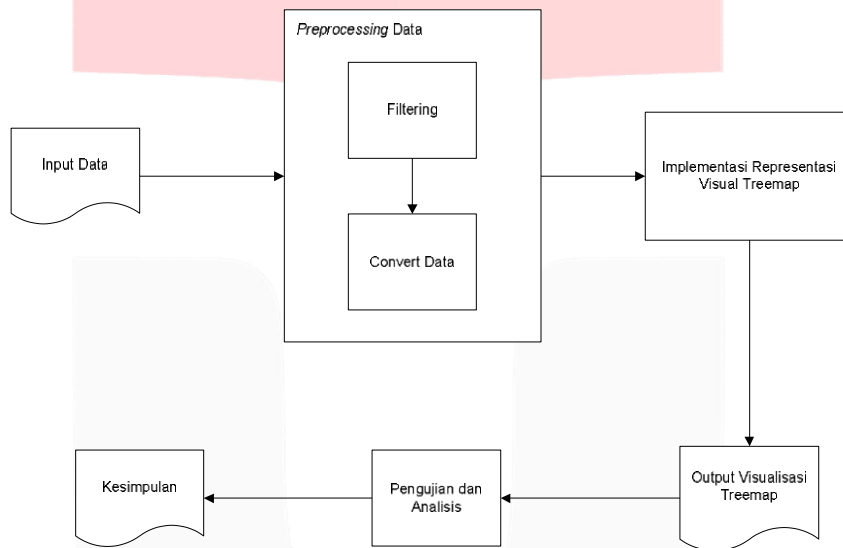 Preprocessing Data
Filtering
Input Data
Convert Data
Implementasi Representasi
Visual Treemap
Output Visualisasi
Treemap
Pengujian dan
Analisis
Kesimpulan